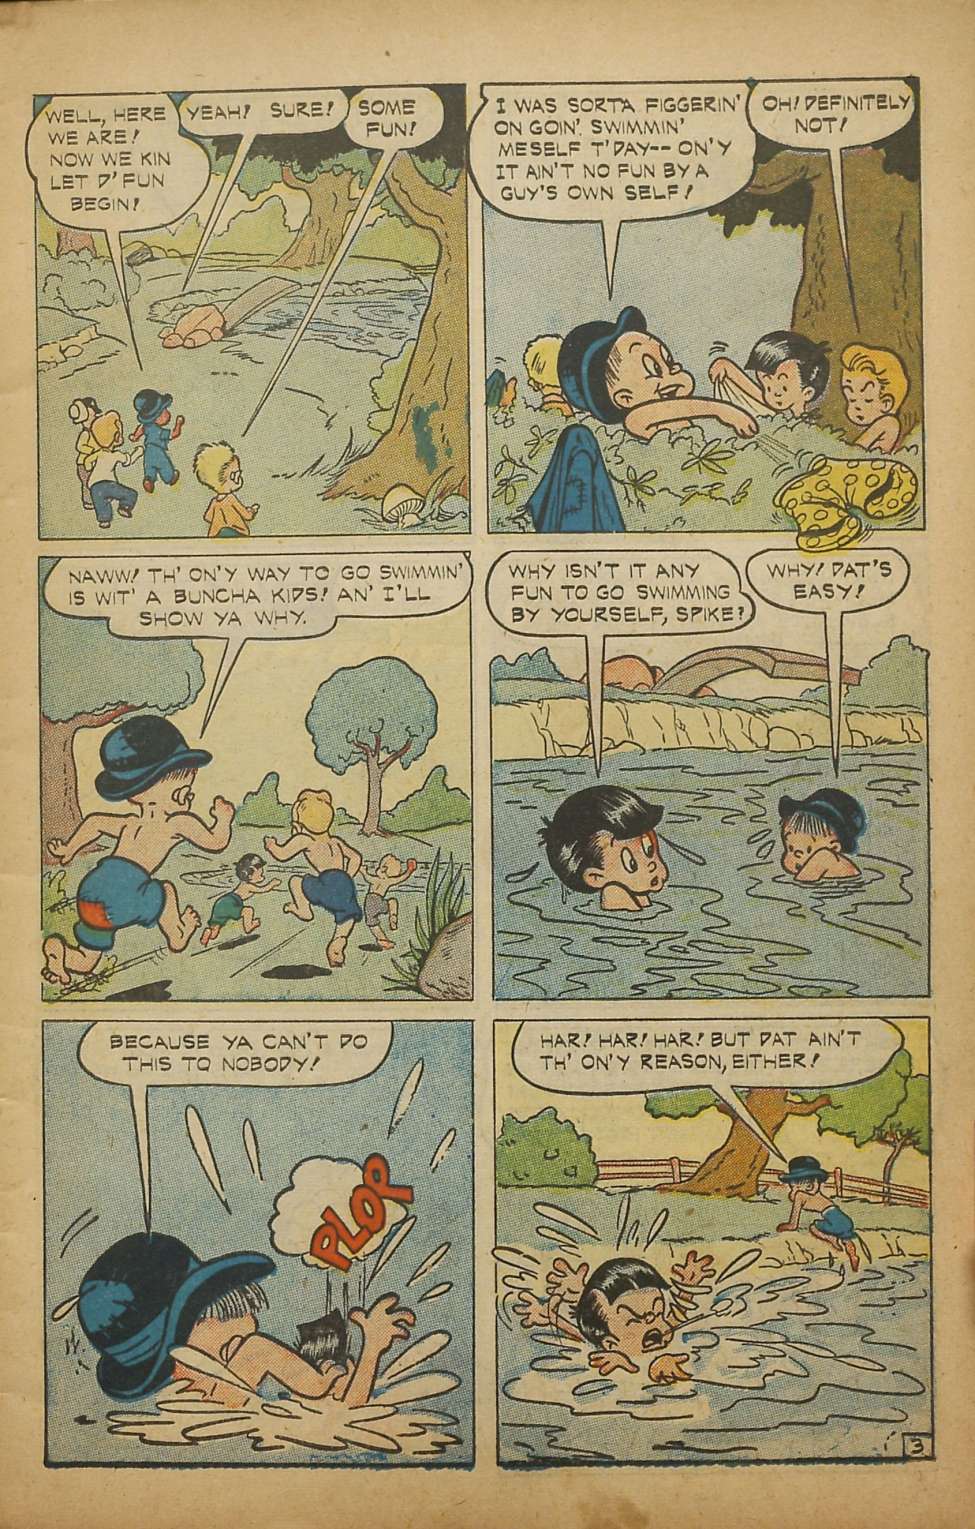 WELL, HERE
WE ARE!
NOW WE KIN
LET D' FUN
BEGIN!
YEAH! SURE!
SOME
FUN!
I WAS SORTA FIGGERIN'
ON GOIN'. SWIMMIN'
MESELF T'DAY-- ON'Y
IT AIN'T NO FUN BY A
GUY'S OWN SELF!
OH! DEFINITELY
NOT!
NAWW! TH' ON'Y WAY TO GO SWIMMIN'
IS WIT' A BUNCHA KIDS! AN' I'LL
SHOW YA WHY.
WHY ISN'T IT ANY
FUN TO GO SWIMMING
BY YOURSELF, SPIKE?
WHY! DAT'S
EASY!
BECAUSE YA CAN'T DO
THIS TO NOBODY!
PLOP
HAR! HAR! HAR! BUT DAT AIN'T
TH' ON'Y REASON, EITHER!
3